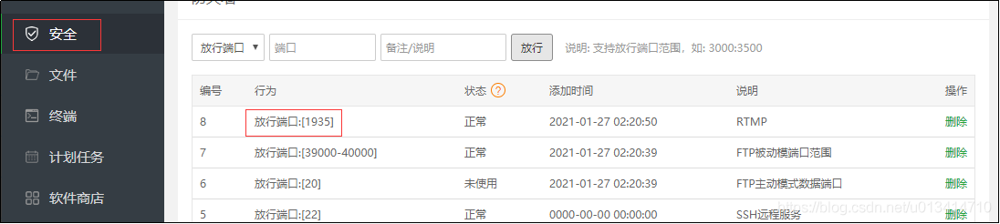 防火墙
安全
文件
终端
计划任务
软件商店
放行端口 端口 备注/说明 放行 说明: 支持放行端口范围，如: 3000:3500
编号 行为 状态 ? 添加时间 说明 操作
8 放行端口:[1935] 正常 2021-01-27 02:20:50 RTMP 删除
7 放行端口:[39000-40000] 正常 2021-01-27 02:20:39 FTP被动模端口范围 删除
6 放行端口:[20] 未使用 2021-01-27 02:20:39 FTP主动模式数据端口 删除
5 放行端口:[22] 正常 0000-00-00 00:00:00 SSH远程服务 删除
https://blog.csdn.net/u013414710